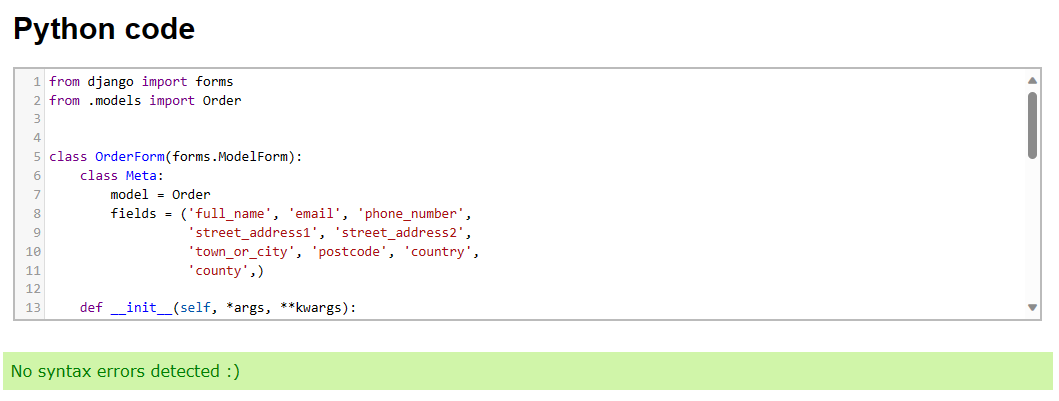 Python code
1 from django import forms
2 from .models import Order
3
4
5 class OrderForm(forms.ModelForm):
6     class Meta:
7         model = Order
8         fields = ('full_name', 'email', 'phone_number',
9                   'street_address1', 'street_address2',
10                   'town_or_city', 'postcode', 'country',
11                   'county',)
12
13     def __init__(self, *args, **kwargs):
No syntax errors detected :)